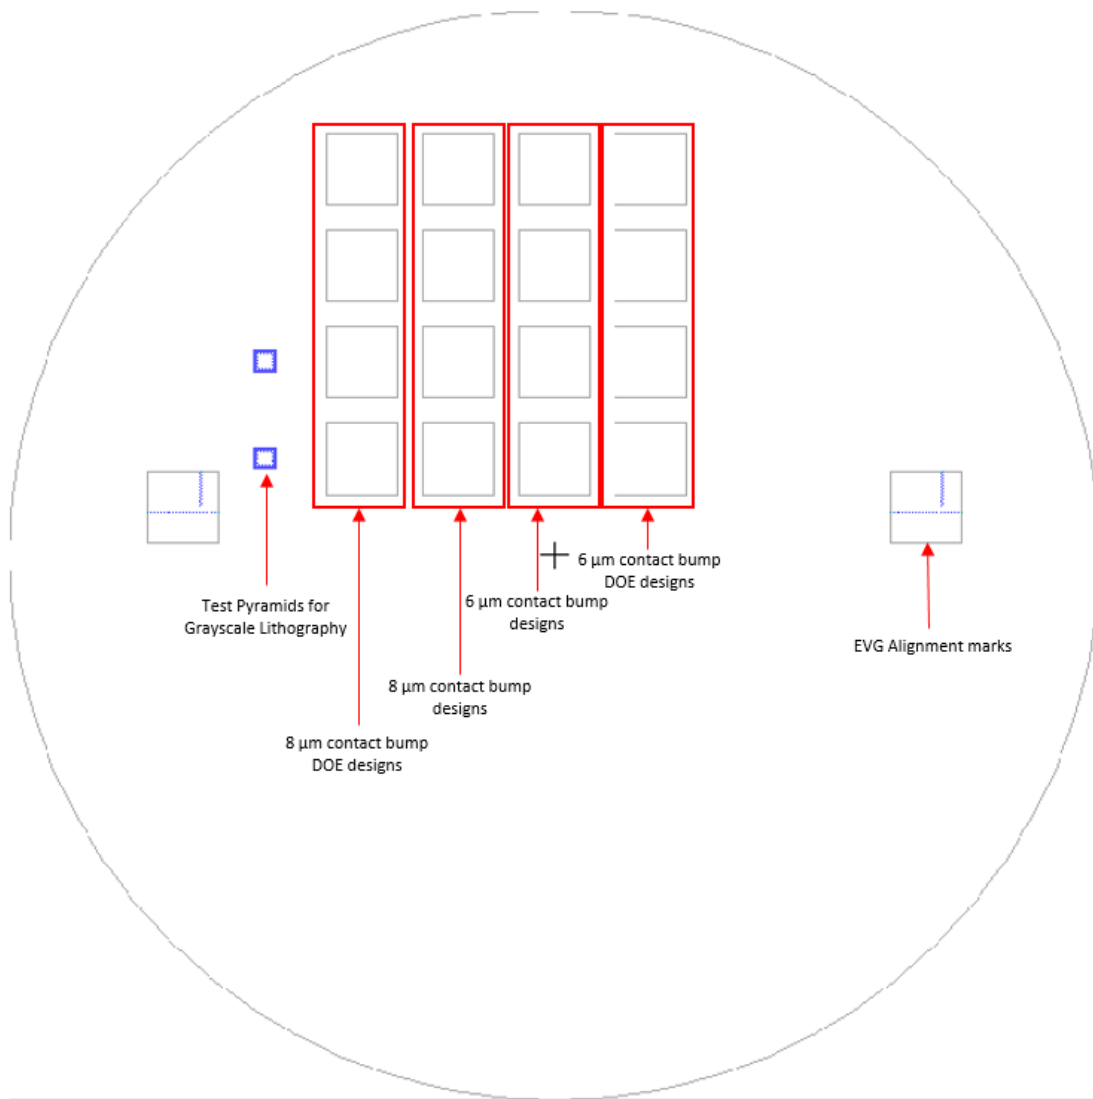 6 μm contact bump
DOE designs
6 μm contact bump
designs
Test Pyramids for
Grayscale Lithography
EVG Alignment marks
8 μm contact bump
designs
8 μm contact bump
DOE designs